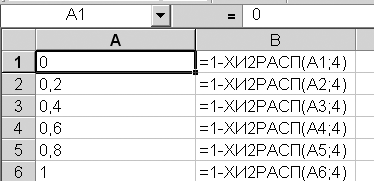 A1 = 0
A B
1 0 =1-ХИ2РАСП(A1;4)
2 0,2 =1-ХИ2РАСП(A2;4)
3 0,4 =1-ХИ2РАСП(A3;4)
4 0,6 =1-ХИ2РАСП(A4;4)
5 0,8 =1-ХИ2РАСП(A5;4)
6 1 =1-ХИ2РАСП(A6;4)